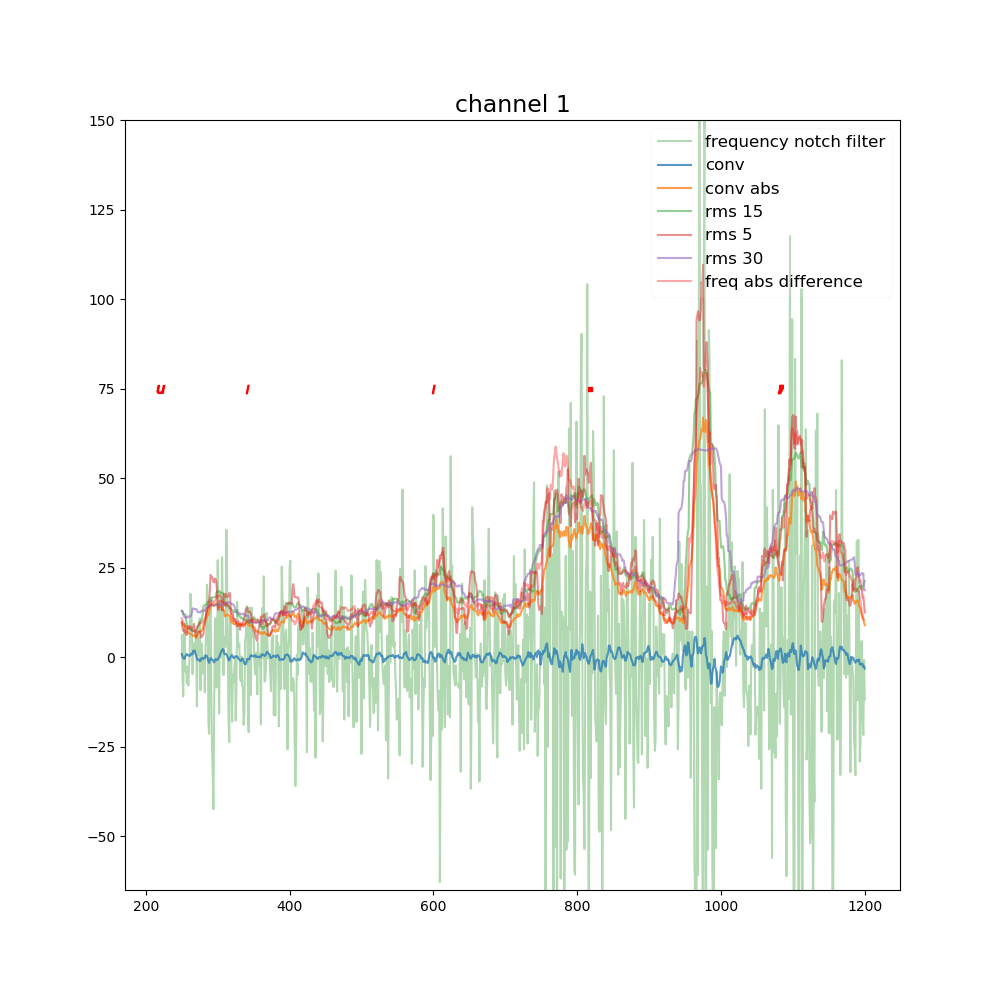 channel 1
150
125
100
75
50
25
0
−25
−50
frequency notch filter
conv
conv abs
rms 15
rms 5
rms 30
freq abs difference
u ı ı . ,
200 400 600 800 1000 1200